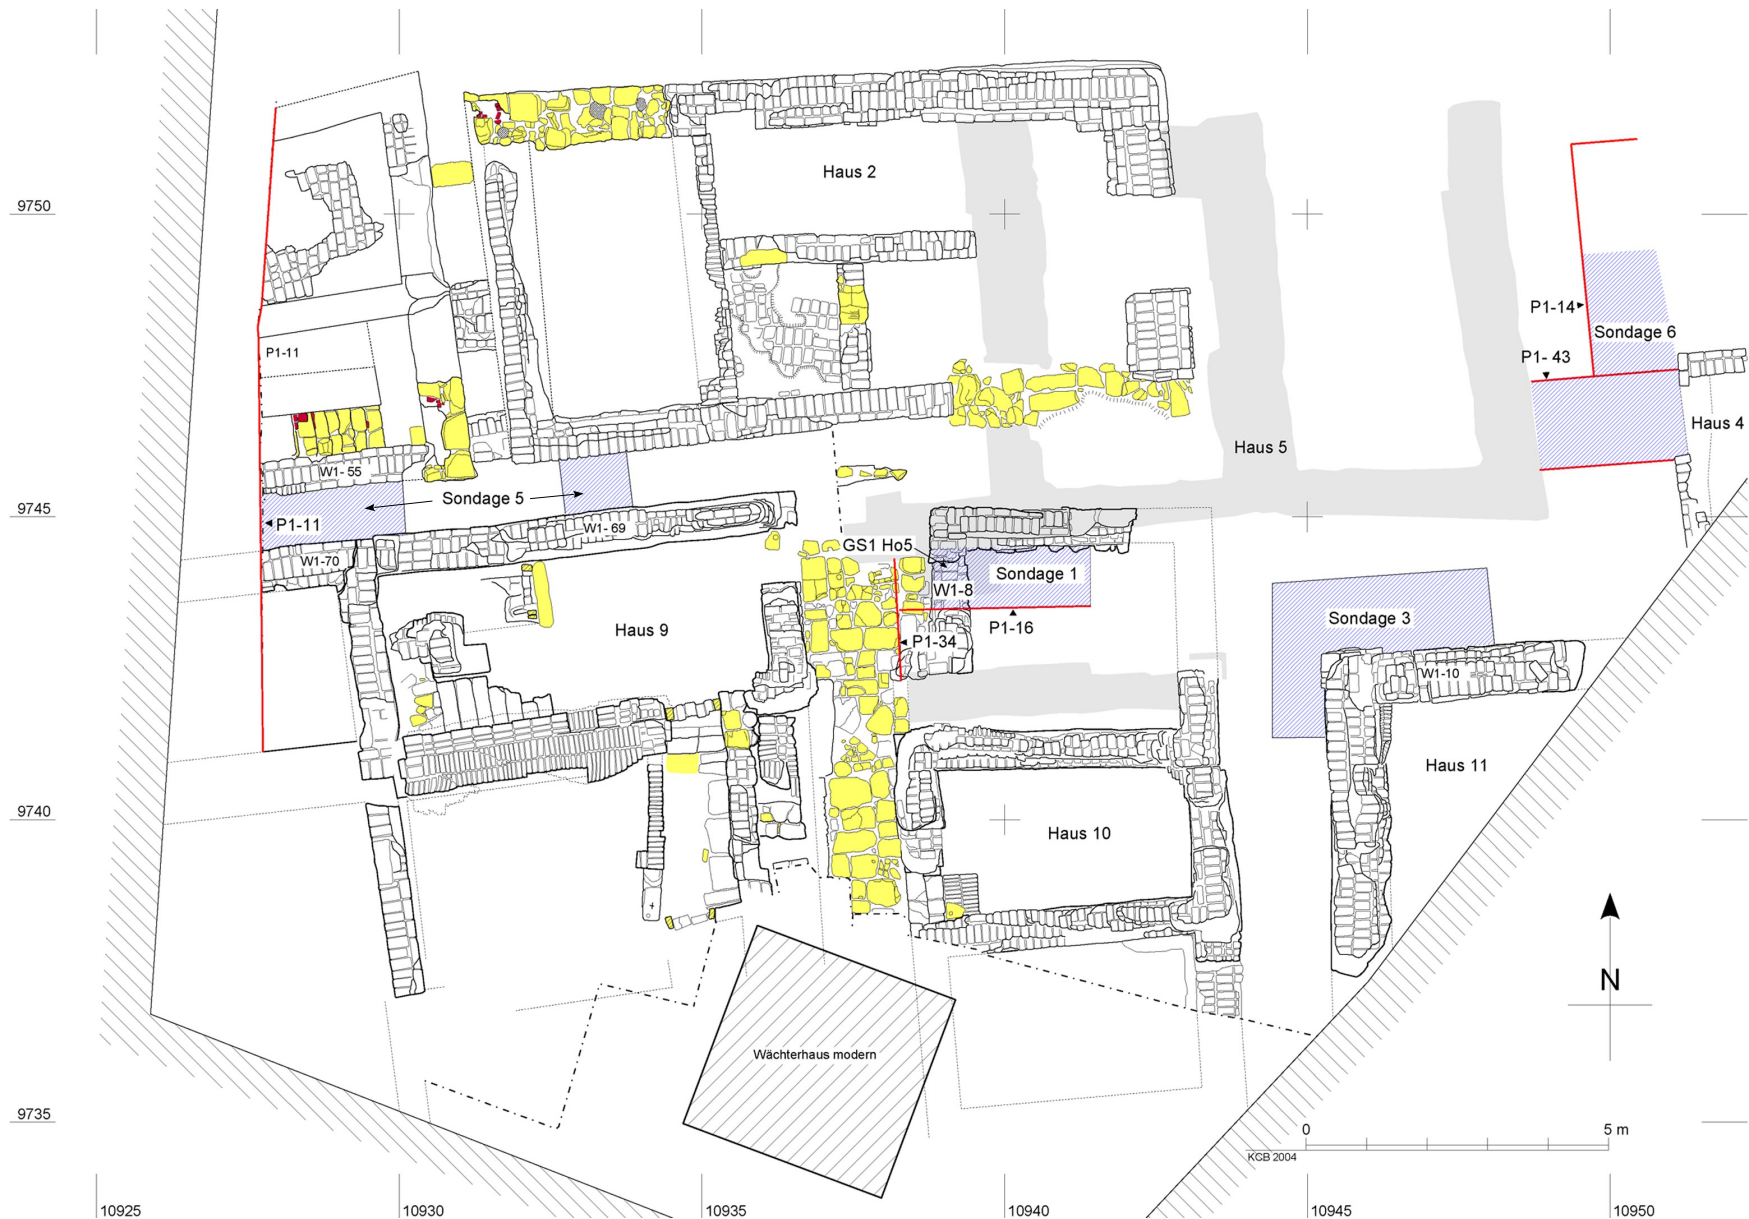 Haus 2
9750
P1-14
Sondage 6
P1-11
P1- 43
Haus 4
Haus 5
W1- 55
Sondage 5
9745
P1-11
W1- 69
GS1 Ho5
W1-70
Sondage 1
W1-8
Sondage 3
P1-16
Haus 9
P1-34
W1-10
Haus 11
9740
Haus 10
N
Wächterhaus modern
9735
0 5 m
KCB 2004
10925
10930
10935
10940
10945
10950